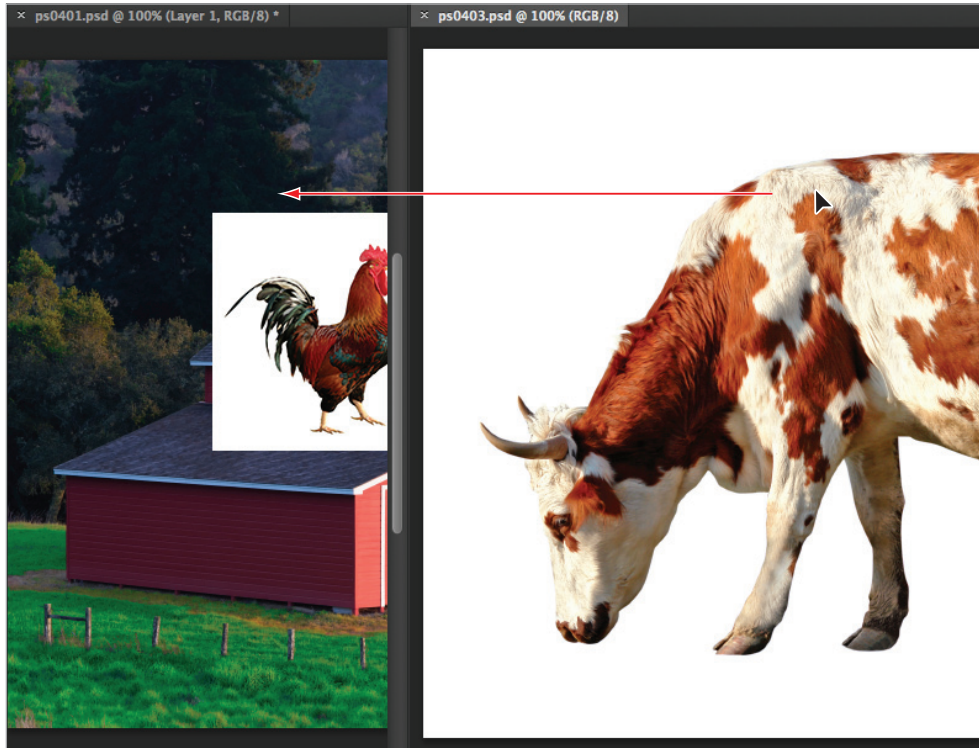 × ps0401.psd @ 100% (Layer 1, RGB/8) *
× ps0403.psd @ 100% (RGB/8)